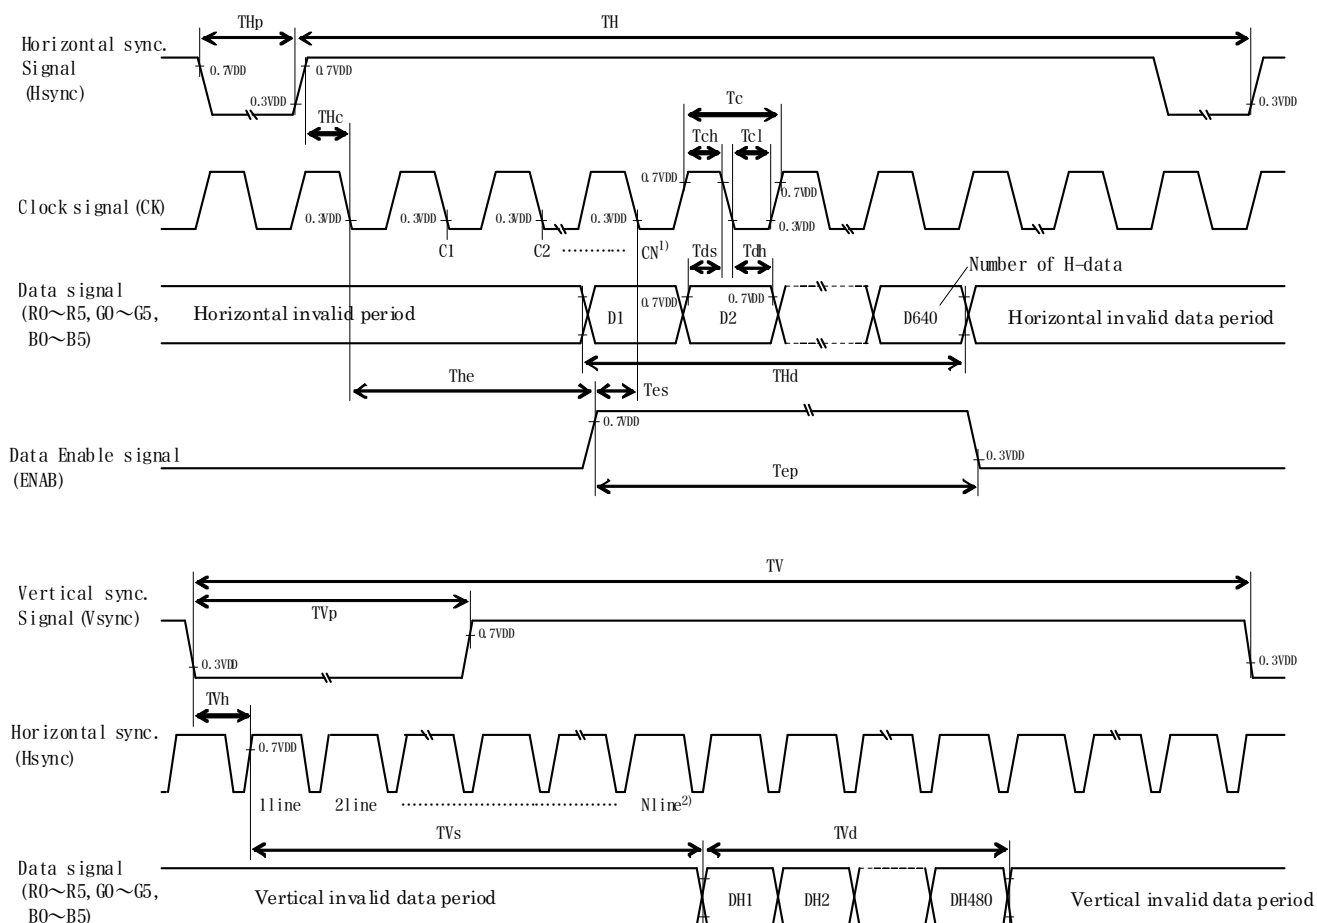 THp
TH
Horizontal sync.
Signal
(Hsync)
0.7VDD
0.7VDD
0.3VDD
0.3VDD
THc
Tc
Tch
Tcl
Clock signal(CK)
0.3VDD
0.3VDD
0.3VDD
0.3VDD
0.7VDD
0.7VDD
0.3VDD
C1
C2
CN1)
Tds
Tdh
Number of H-data
Data signal
(R0～R5,G0～G5,
B0～B5)
Horizontal invalid period
D1
0.7VDD
D2
0.7VDD
D640
Horizontal invalid data period
The
Tes
THd
Data Enable signal
(ENAB)
0.7VDD
0.3VDD
Tep
TV
Vertical sync.
Signal(Vsync)
TVp
0.7VDD
0.3VDD
0.3VDD
TVh
Horizontal sync.
(Hsync)
0.7VDD
1line
2line
Nline2)
TVs
TVd
Data signal
(R0～R5,G0～G5,
B0～B5)
Vertical invalid data period
DH1
DH2
DH480
Vertical invalid data period